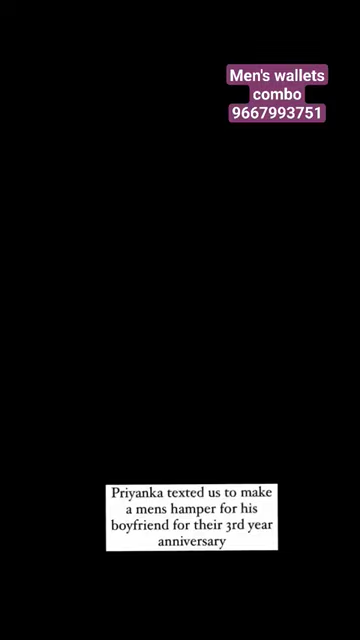 Men's wallets
combo
9667993751
Priyanka texted us to make
a mens hamper for his
boyfriend for their 3rd year
anniversary